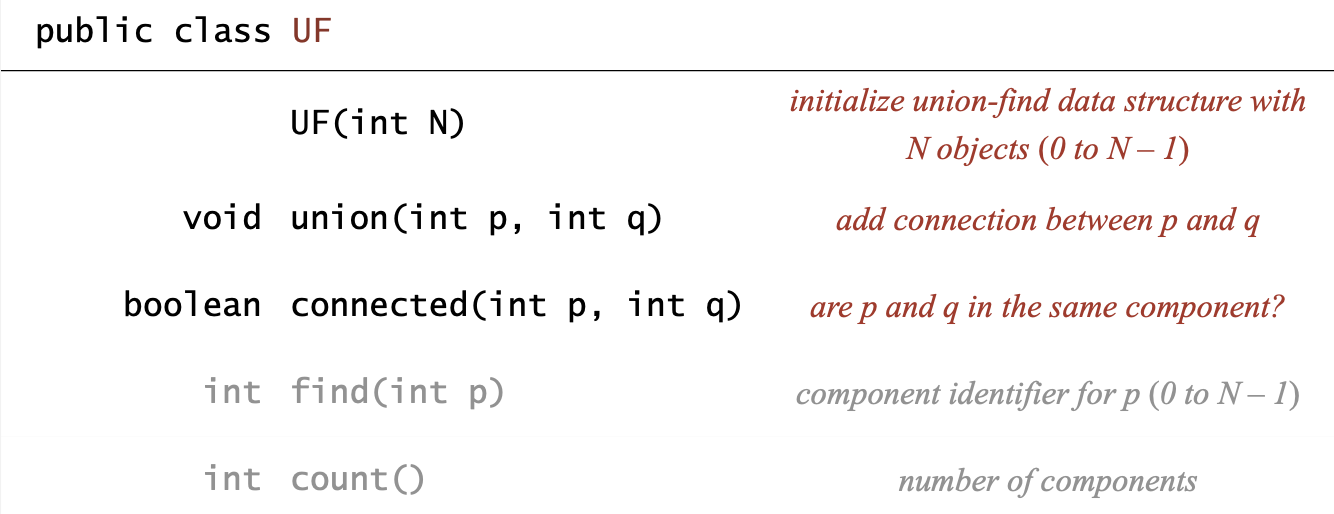 public class UF
UF(int N) initialize union-find data structure with
N objects (0 to N – 1)
void union(int p, int q) add connection between p and q
boolean connected(int p, int q) are p and q in the same component?
int find(int p) component identifier for p (0 to N – 1)
int count() number of components